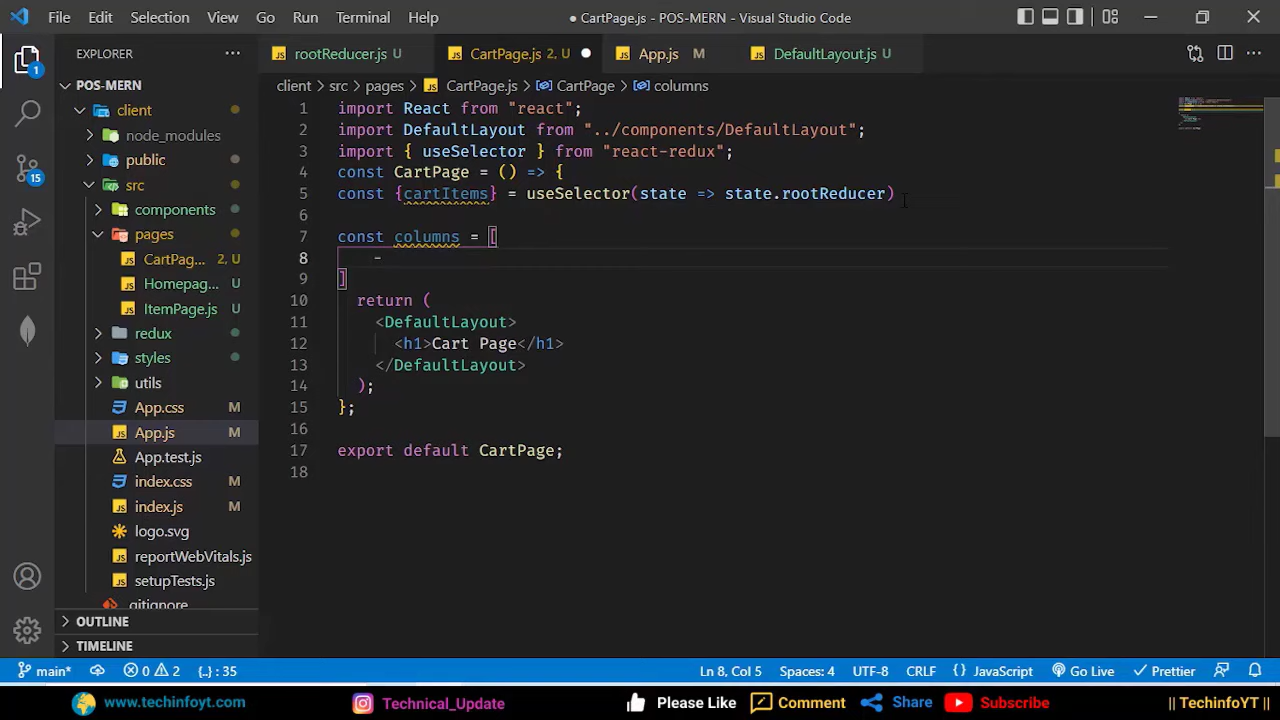 File Edit Selection View Go Run Terminal Help
● CartPage.js - POS-MERN - Visual Studio Code
EXPLORER
POS-MERN
client
node_modules
public
src
components
pages
CartPag... 2, U
Homepag... U
ItemPage.js U
redux
styles
utils
App.css M
App.js M
App.test.js
index.css M
index.js M
logo.svg
reportWebVitals.js
setupTests.js
.gitignore
OUTLINE
TIMELINE
1
15
rootReducer.js U
CartPage.js 2, U ●
App.js M
DefaultLayout.js U
client > src > pages > CartPage.js > CartPage > columns
1 import React from "react";
2 import DefaultLayout from "../components/DefaultLayout";
3 import { useSelector } from "react-redux";
4 const CartPage = () => {
5 const {cartItems} = useSelector(state => state.rootReducer)
6
7 const columns = [
8
9 ]
10 return (
11 <DefaultLayout>
12 <h1>Cart Page</h1>
13 </DefaultLayout>
14 );
15 };
16
17 export default CartPage;
18
main* 0 2 {..} : 35
Ln 8, Col 5 Spaces: 4 UTF-8 CRLF {} JavaScript Go Live Prettier
www.techinfoyt.com Technical_Update Please Like Comment Share Subscribe || TechinfoYT ||